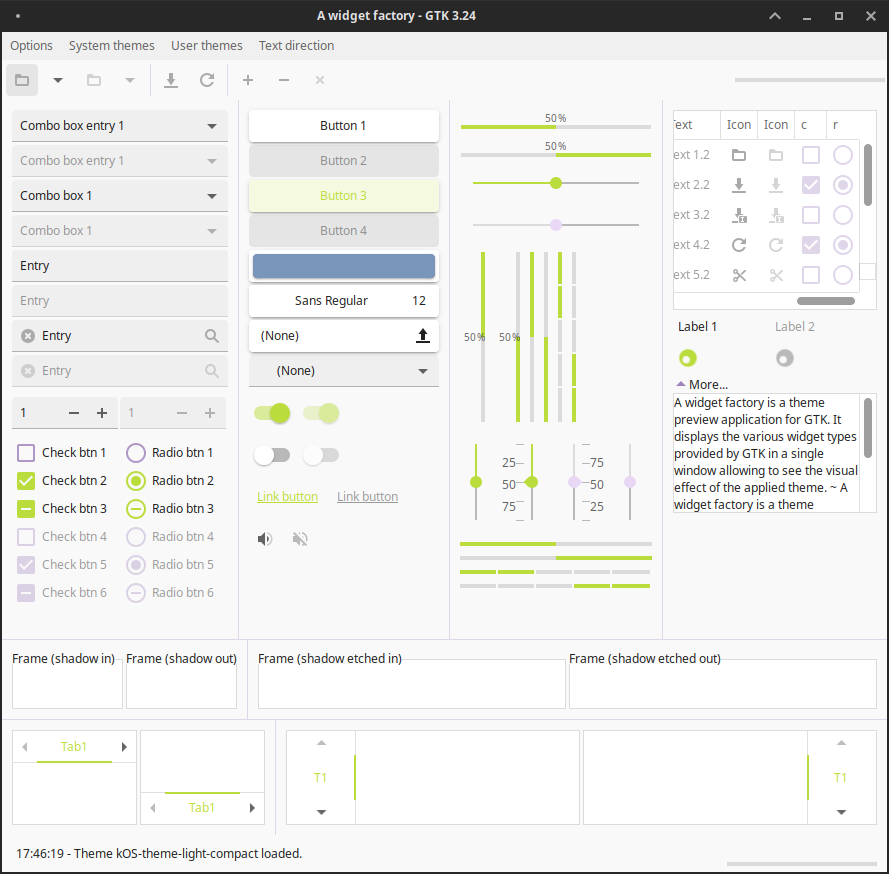 A widget factory - GTK 3.24
Options System themes User themes Text direction
Combo box entry 1
Combo box entry 1
Combo box 1
Combo box 1
Entry
Entry
Entry
Entry
1 1
Check btn 1 Radio btn 1
Check btn 2 Radio btn 2
Check btn 3 Radio btn 3
Check btn 4 Radio btn 4
Check btn 5 Radio btn 5
Check btn 6 Radio btn 6
Button 1
Button 2
Button 3
Button 4
Sans Regular 12
(None)
(None)
Link button Link button
50 %
50 %
50 % 50 %
25 75
50 50
75 25
ext Icon Icon c r
ext 1.2
ext 2.2
ext 3.2
ext 4.2
ext 5.2
Label 1 Label 2
More...
A widget factory is a theme
preview application for GTK. It
displays the various widget types
provided by GTK in a single
window allowing to see the visual
effect of the applied theme. ~ A
widget factory is a theme
Frame (shadow in) Frame (shadow out) Frame (shadow etched in) Frame (shadow etched out)
Tab1
Tab1
T1 T1
17:46:19 - Theme kOS-theme-light-compact loaded.